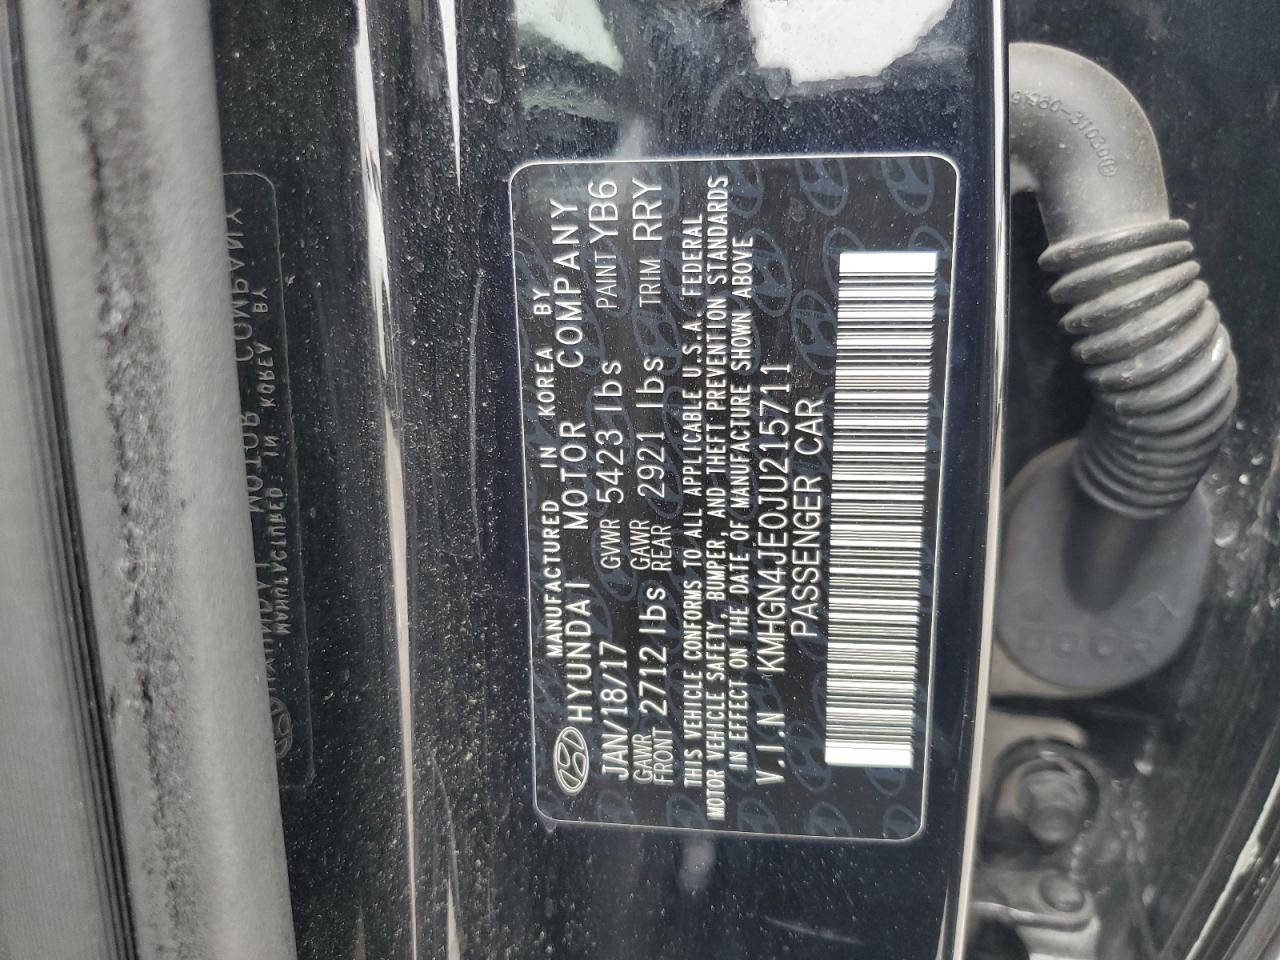 MANUFACTURED IN KOREA BY
HYUNDAI MOTOR COMPANY
JAN/18/17 GVWR 5423 lbs PAINT YB6
GAWR FRONT 2712 lbs GAWR REAR 2921 lbs TRIM RRY
THIS VEHICLE CONFORMS TO ALL APPLICABLE U.S.A. FEDERAL
MOTOR VEHICLE SAFETY, BUMPER, AND THEFT PREVENTION STANDARDS
IN EFFECT ON THE DATE OF MANUFACTURE SHOWN ABOVE
V.I.N KMHGN4JE0JU215711
PASSENGER CAR